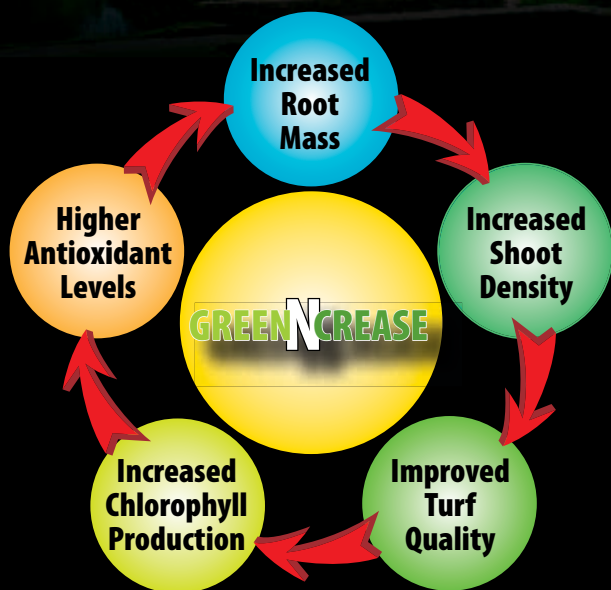 Increased
Root
Mass
Increased
Shoot
Density
Improved
Turf
Quality
Increased
Chlorophyll
Production
Higher
Antioxidant
Levels
GREENNCREASE